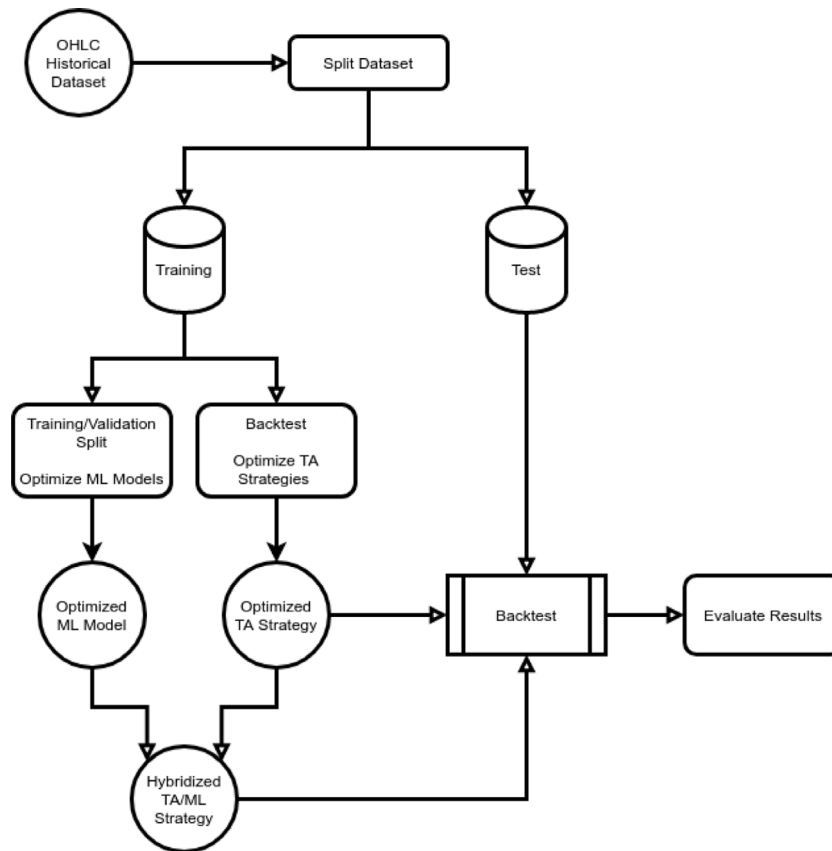 OHLC
Historical
Dataset
Split Dataset
Training
Test
Training/Validation
Split
Optimize ML Models
Backtest
Optimize TA
Strategies
Optimized
ML Model
Optimized
TA Strategy
Backtest
Evaluate Results
Hybridized
TA/ML
Strategy